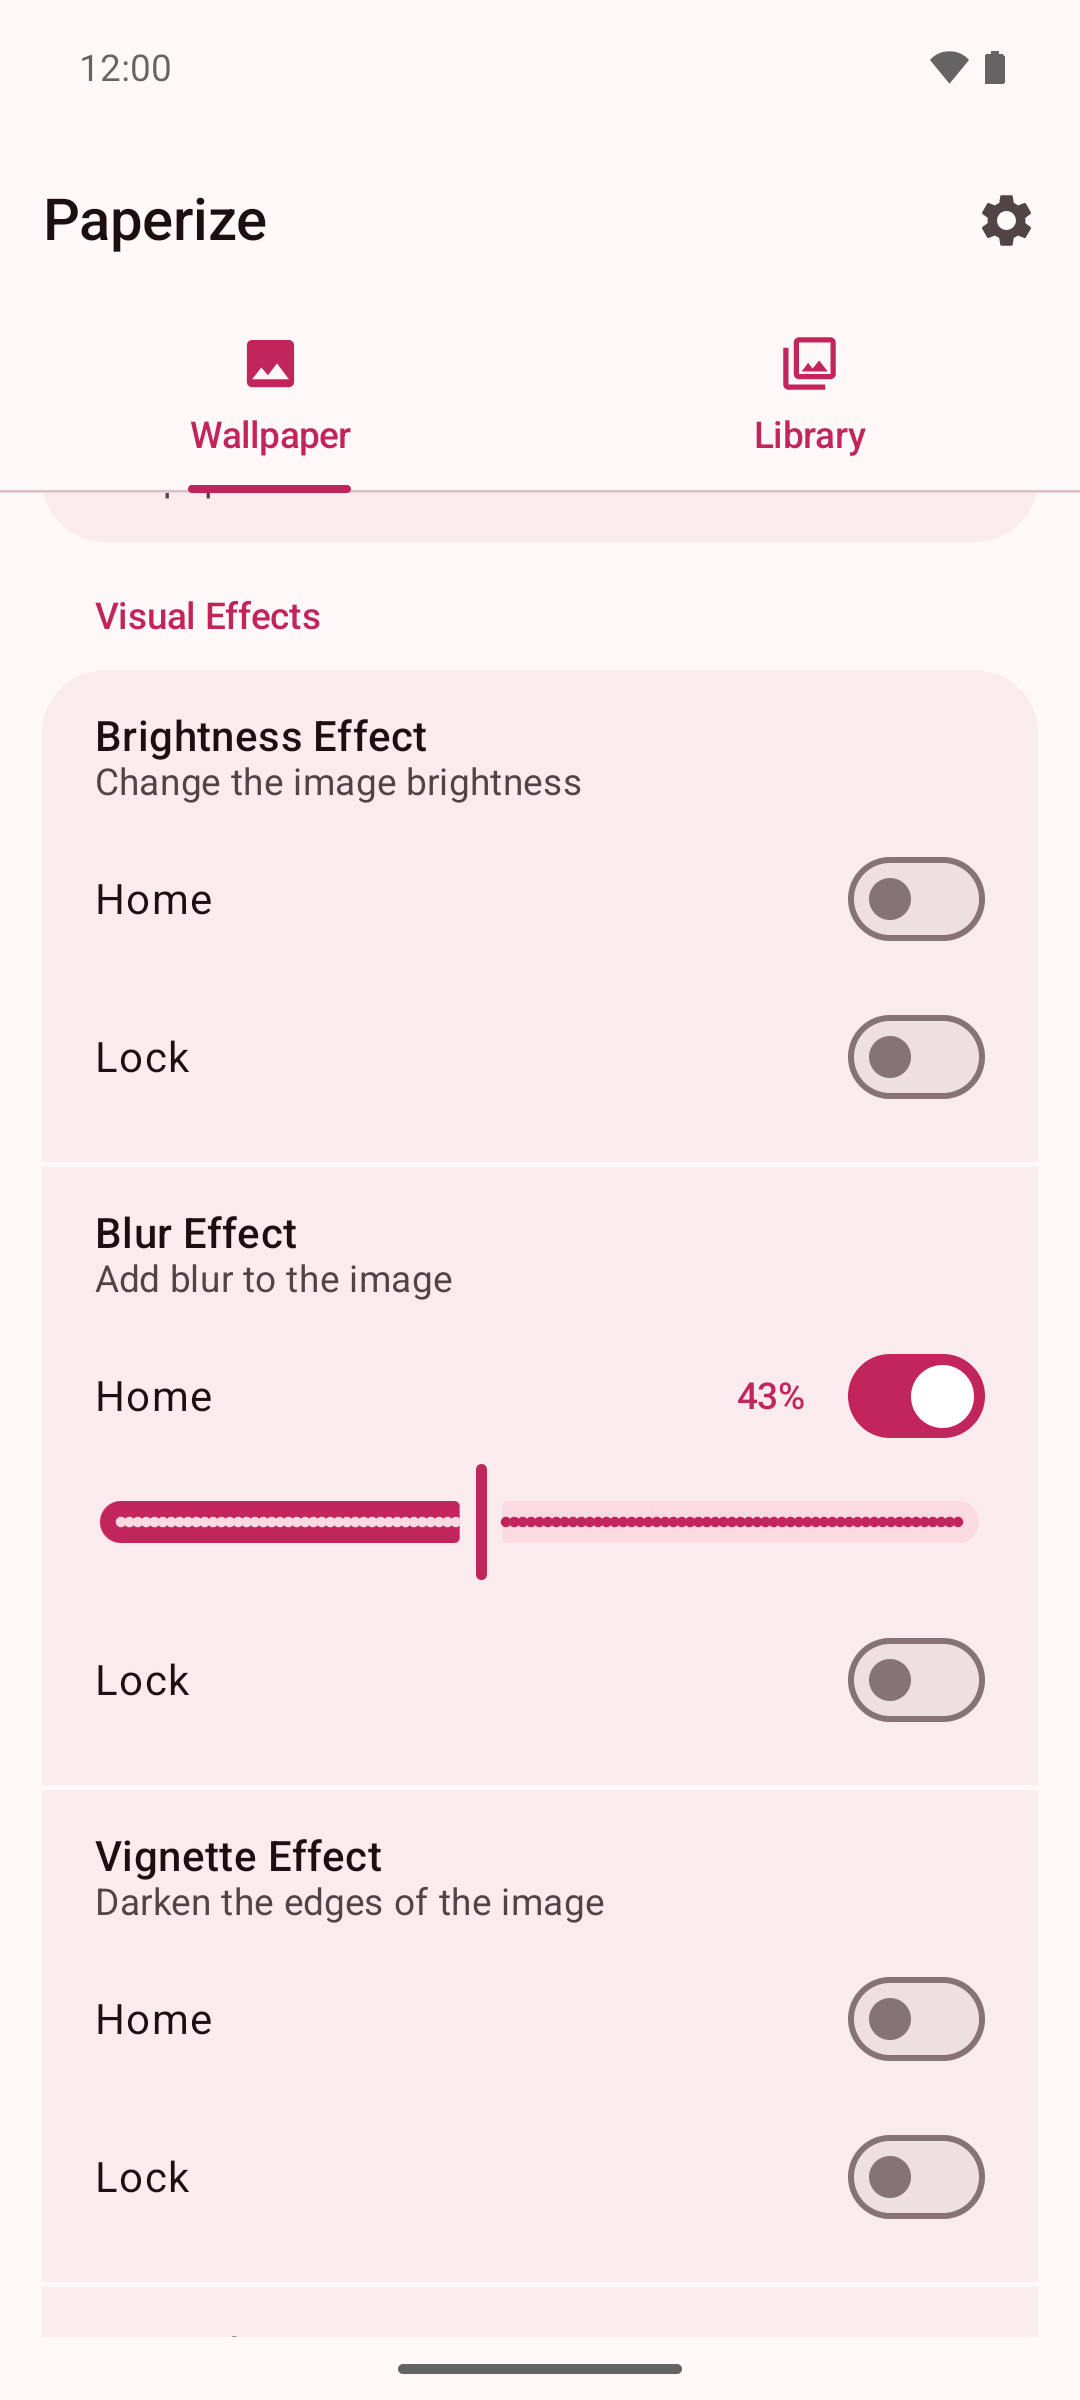 12:00
Paperize
Wallpaper
Library
Visual Effects
Brightness Effect
Change the image brightness
Home
Lock
Blur Effect
Add blur to the image
Home
43%
Lock
Vignette Effect
Darken the edges of the image
Home
Lock